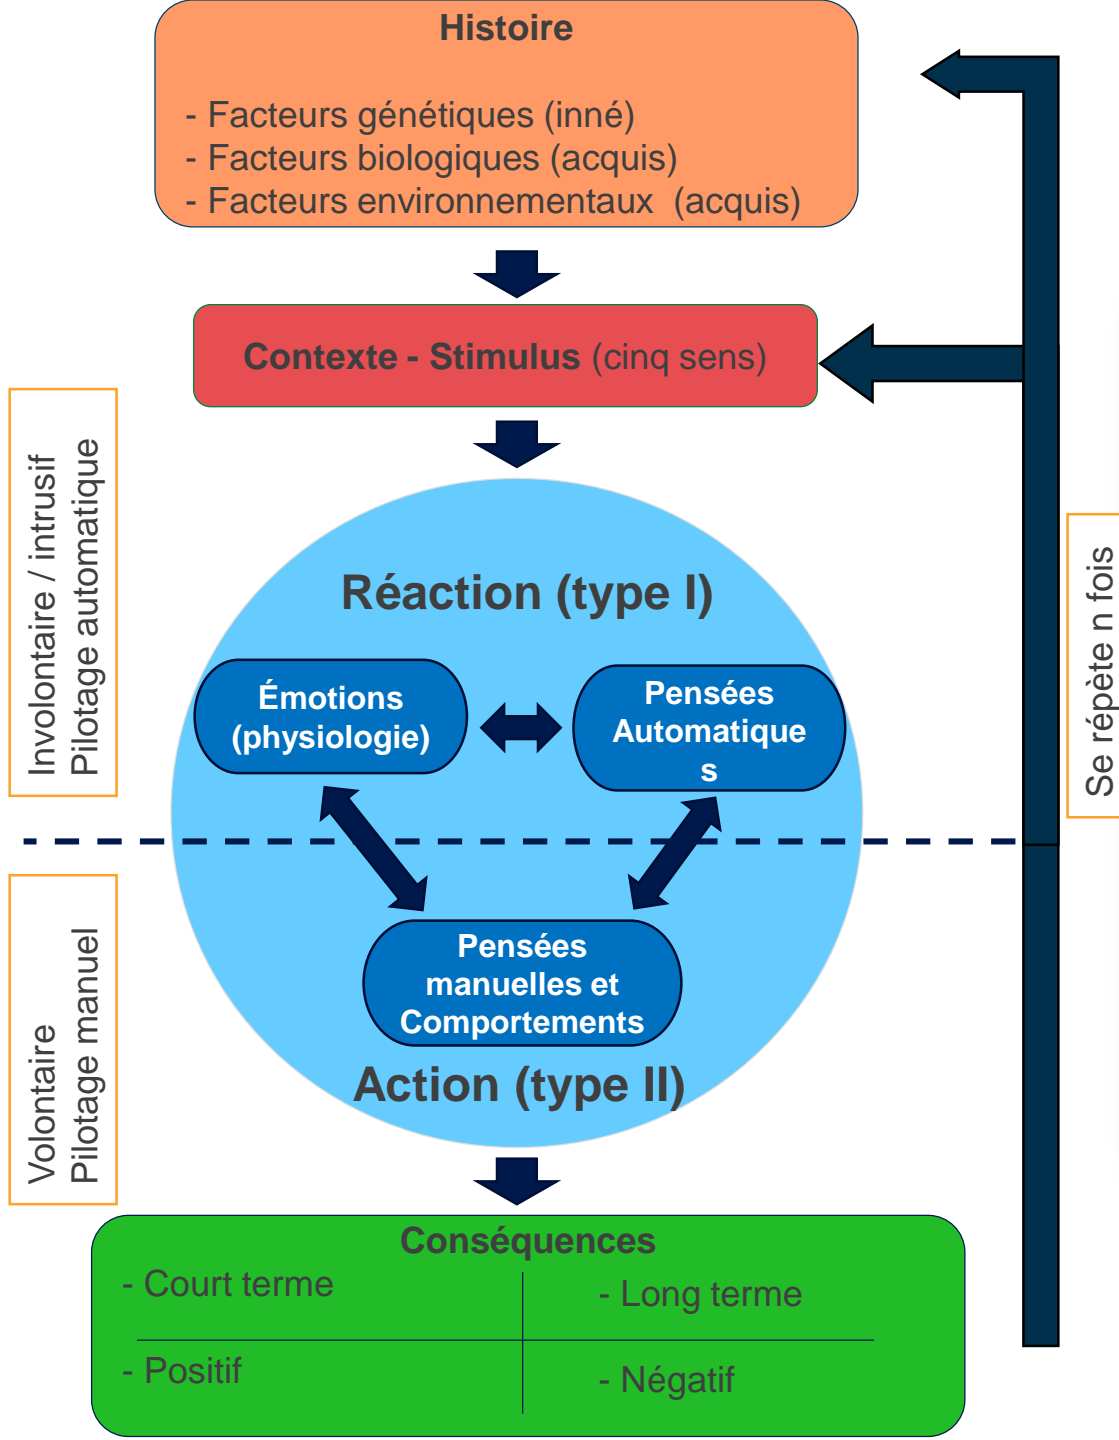 Histoire
- Facteurs génétiques (inné)
- Facteurs biologiques (acquis)
- Facteurs environnementaux  (acquis)
Contexte - Stimulus (cinq sens)
Involontaire / intrusif
Pilotage automatique
Réaction (type I)
Émotions
(physiologie)
Pensées
Automatique
s
Se répète n fois
Volontaire
Pilotage manuel
Pensées
manuelles et
Comportements
Action (type II)
Conséquences
- Court terme
- Long terme
- Positif
- Négatif